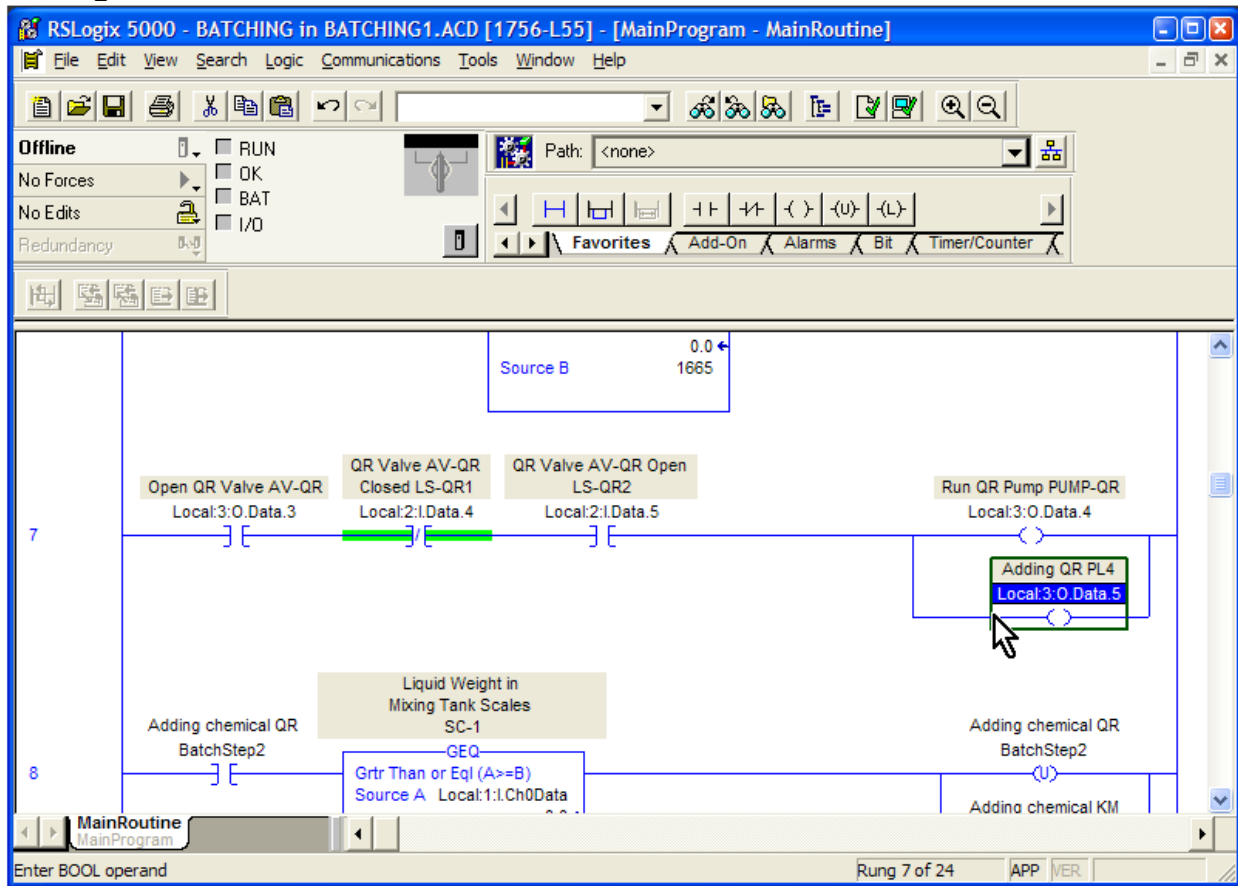 RSLogix 5000 - BATCHING in BATCHING1.ACD [1756-L55] - [MainProgram - MainRoutine]
File Edit View Search Logic Communications Tools Window Help
Offline
RUN
Path: <none>
No Forces
OK
No Edits
BAT
I/O
Redundancy
Favorites Add-On Alarms Bit Timer/Counter
0.0
Source B 1665
QR Valve AV-QR QR Valve AV-QR Open
Open QR Valve AV-QR Closed LS-QR1 LS-QR2 Run QR Pump PUMP-QR
Local:3:O.Data.3 Local:2:I.Data.4 Local:2:I.Data.5 Local:3:O.Data.4
7
Adding QR PL4
Local:3:O.Data.5
Liquid Weight in
Mixing Tank Scales
Adding chemical QR SC-1 Adding chemical QR
BatchStep2 GEQ BatchStep2
8 Grtr Than or Eql (A>=B) U
Source A Local:1:I.Ch0Data
Adding chemical KM
MainRoutine
MainProgram
Enter BOOL operand Rung 7 of 24 APP VER